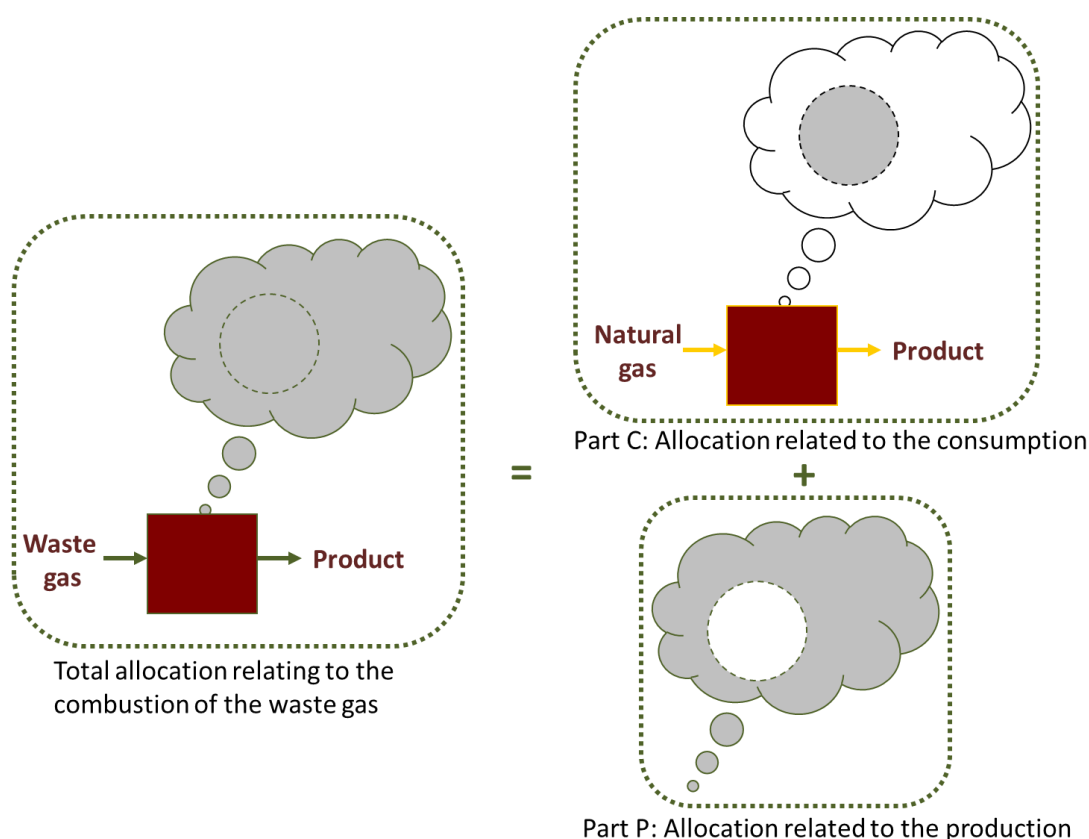 Waste
gas
Product
Total allocation relating to the
combustion of the waste gas
=
Natural
gas
Product
Part C: Allocation related to the consumption
+
Part P: Allocation related to the production